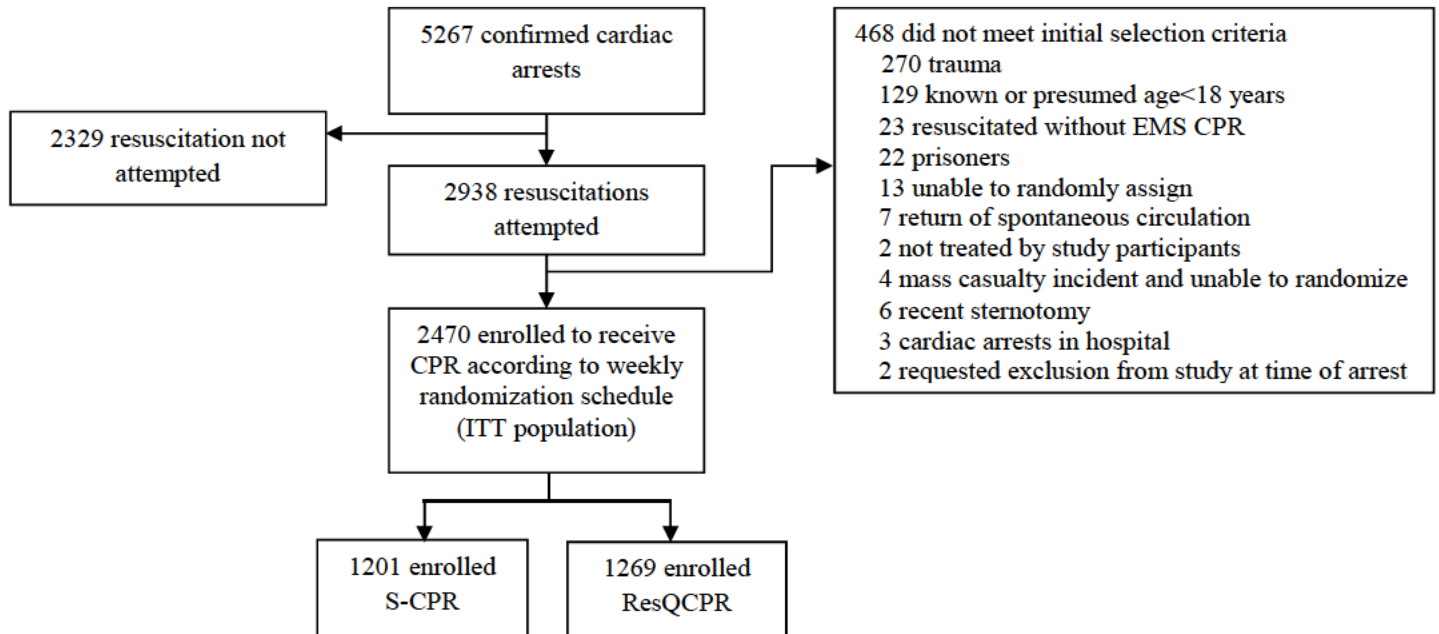 5267 confirmed cardiac
arrests
2329 resuscitation not
attempted
2938 resuscitations
attempted
468 did not meet initial selection criteria
270 trauma
129 known or presumed age<18 years
23 resuscitated without EMS CPR
22 prisoners
13 unable to randomly assign
7 return of spontaneous circulation
2 not treated by study participants
4 mass casualty incident and unable to randomize
6 recent sternotomy
3 cardiac arrests in hospital
2 requested exclusion from study at time of arrest
2470 enrolled to receive
CPR according to weekly
randomization schedule
(ITT population)
1201 enrolled
S-CPR
1269 enrolled
ResQCPR